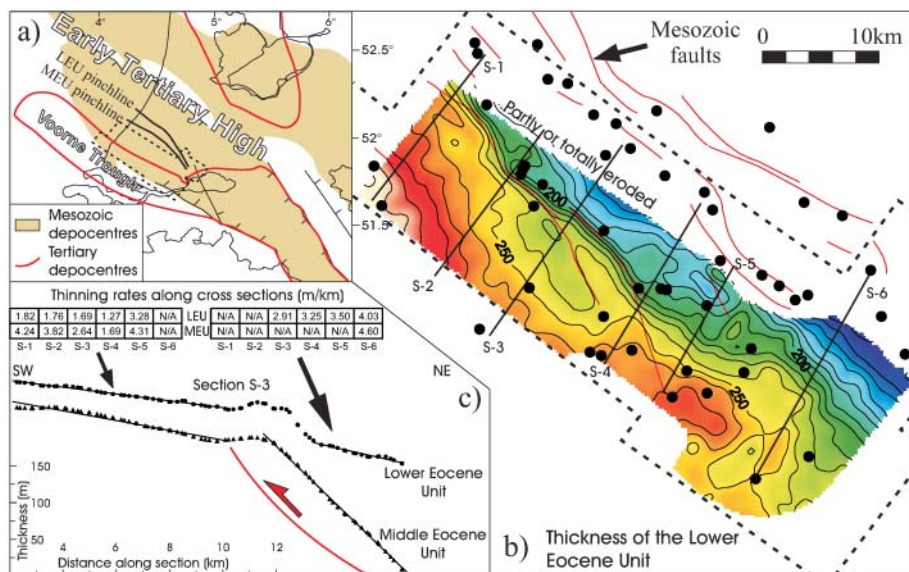 a)
4°
5°
6°
52.5°
52°
51.5°
Early Tertiary High
LEU pinchline
MEU pinchline
Voorne Trough
Mesozoic
depocentres
Tertiary
depocentres
Thinning rates along cross sections (m/km)
1.82 1.76 1.69 1.27 3.28 N/A LEU N/A N/A 2.91 3.25 3.50 4.03
4.24 3.82 2.64 1.69 4.31 N/A MEU N/A N/A N/A N/A N/A 4.60
S-1 S-2 S-3 S-4 S-5 S-6 S-1 S-2 S-3 S-4 S-5 S-6
SW
NE
Section S-3
c)
Lower Eocene
Unit
Middle Eocene
Unit
Thickness (m)
150
100
50
4 6 8 10 12
Distance along section (km)
Mesozoic
faults
0 10km
S-1
Partly or totally eroded
200
250
S-2
S-3
S-4
S-5
S-6
250
200
b)
Thickness of the Lower
Eocene Unit